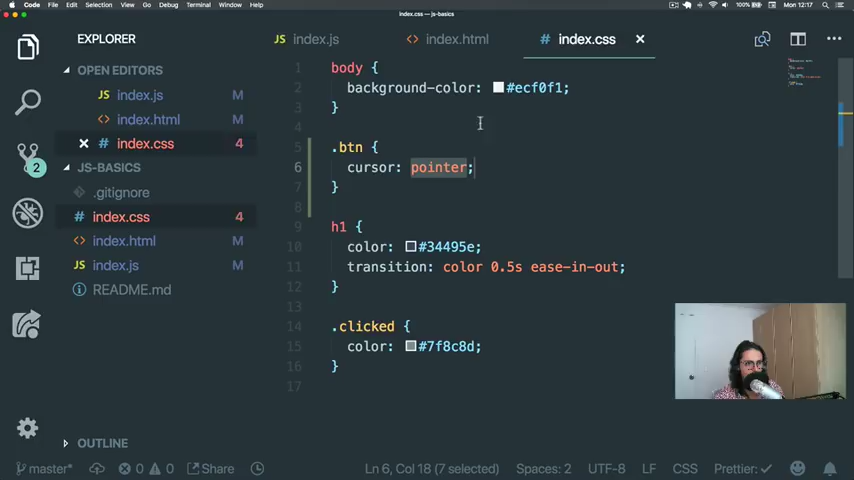 Code File Edit Selection View Go Debug Terminal Window Help
100% Mon 12:17
index.css — js-basics
EXPLORER
OPEN EDITORS
JS index.js M
<> index.html M
# index.css 4
2
JS-BASICS
.gitignore
# index.css 4
<> index.html M
JS index.js M
README.md
OUTLINE
JS index.js
<> index.html
# index.css
1 body {
2 background-color: #ecf0f1;
3 }
4
5 .btn {
6 cursor: pointer;
7 }
8
9 h1 {
10 color: #34495e;
11 transition: color 0.5s ease-in-out;
12 }
13
14 .clicked {
15 color: #7f8c8d;
16 }
17
master* 0 0 Share Ln 6, Col 18 (7 selected) Spaces: 2 UTF-8 LF CSS Prettier: ✓